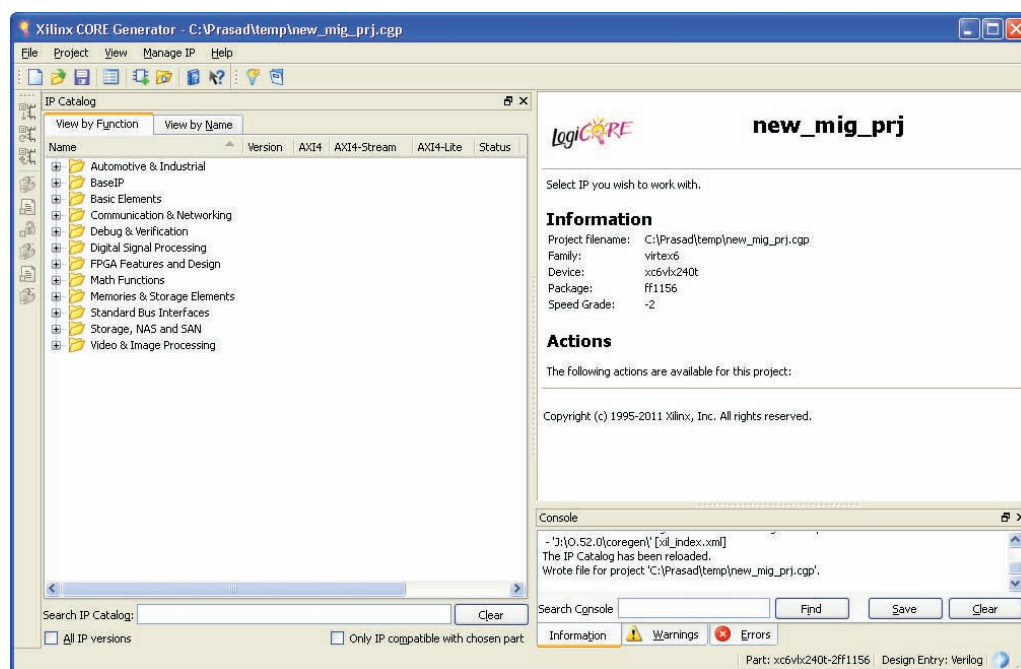 Xilinx CORE Generator - C:\Prasad\temp\new_mig_prj.cgp
File Project View Manage IP Help
IP Catalog
View by Function View by Name
Name Version AXI4 AXI4-Stream AXI4-Lite Status
Automotive & Industrial
BaseIP
Basic Elements
Communication & Networking
Debug & Verification
Digital Signal Processing
FPGA Features and Design
Math Functions
Memories & Storage Elements
Standard Bus Interfaces
Storage, NAS and SAN
Video & Image Processing
Search IP Catalog: Clear
All IP versions Only IP compatible with chosen part
logiCORE new_mig_prj
Select IP you wish to work with.
Information
Project filename: C:\Prasad\temp\new_mig_prj.cgp
Family: virtex6
Device: xc6vlx240t
Package: ff1156
Speed Grade: -2
Actions
The following actions are available for this project:
Copyright (c) 1995-2011 Xilinx, Inc. All rights reserved.
Console
- 'J:\O.52.0\coregen\' [xil_index.xml]
The IP Catalog has been reloaded.
Wrote file for project 'C:\Prasad\temp\new_mig_prj.cgp'.
Search Console Find Save Clear
Information Warnings Errors
Part: xc6vlx240t-2ff1156 Design Entry: Verilog